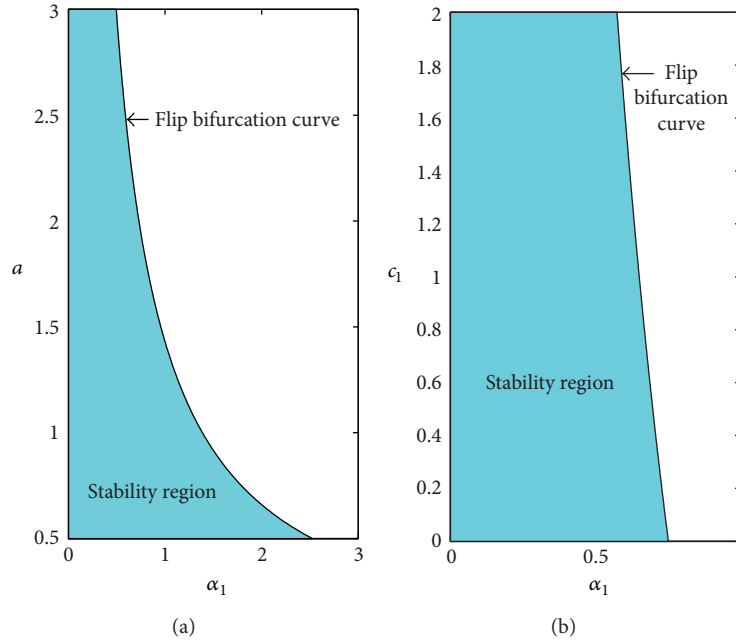 3
2.5
2
a
1.5
1
0.5
0
1
2
3
α₁
Flip bifurcation curve
Stability region
(a)
2
1.8
1.6
1.4
1.2
c₁
1
0.8
0.6
0.4
0.2
0
0
0.5
α₁
Flip
bifurcation
curve
Stability region
(b)